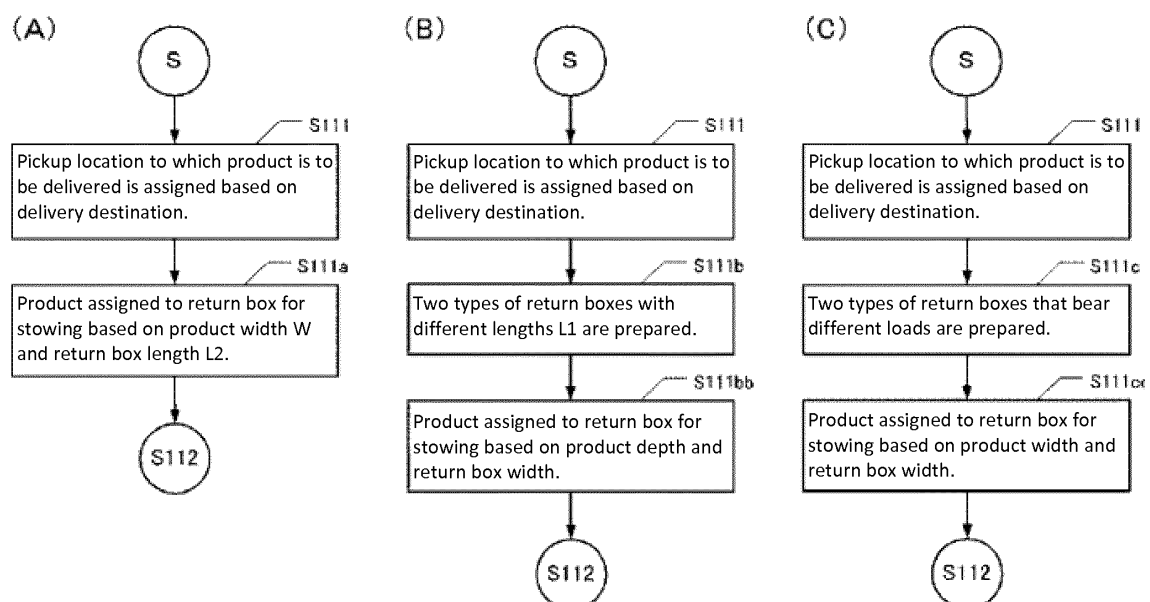 (A)
S
S111
Pickup location to which product is to
be delivered is assigned based on
delivery destination.
S111a
Product assigned to return box for
stowing based on product width W
and return box length L2.
S112
(B)
S
S111
Pickup location to which product is to
be delivered is assigned based on
delivery destination.
S111b
Two types of return boxes with
different lengths L1 are prepared.
S111bb
Product assigned to return box for
stowing based on product depth and
return box width.
S112
(C)
S
S111
Pickup location to which product is to
be delivered is assigned based on
delivery destination.
S111c
Two types of return boxes that bear
different loads are prepared.
S111cc
Product assigned to return box for
stowing based on product width and
return box width.
S112